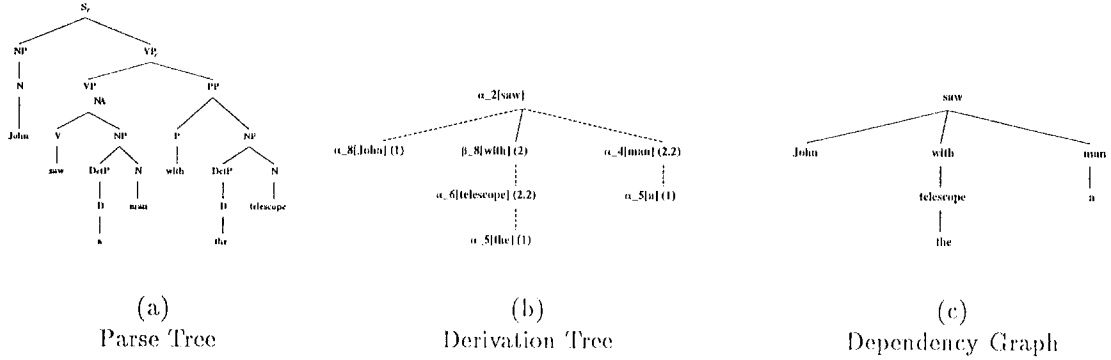 S_r
NP VP_r
N VP PP
NA
John V NP P NP
saw DetP N with DetP N
D man D telescope
a the
α_2[saw]
α_8[John] (1) β_8[with] (2) α_4[man] (2.2)
α_6[telescope] (2.2) α_5[a] (1)
α_5[the] (1)
saw
John with man
telescope a
the
(a) (b) (c)
Parse Tree Derivation Tree Dependency Graph